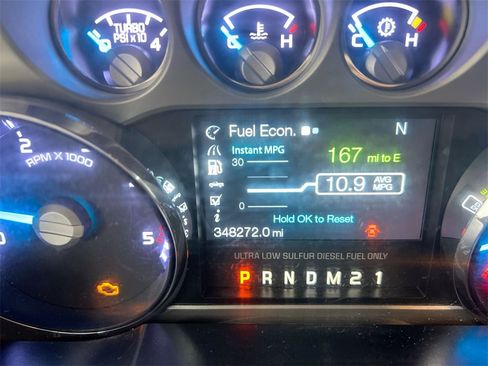 TURBO
PSI x 10
0 4
C H
C H
Fuel Econ. N
Instant MPG
30
167 mi to E
10.9 AVG MPG
0
Hold OK to Reset
348272.0 mi
ULTRA LOW SULFUR DIESEL FUEL ONLY
P R N D M 2 1
2
RPM X 1000
0
5